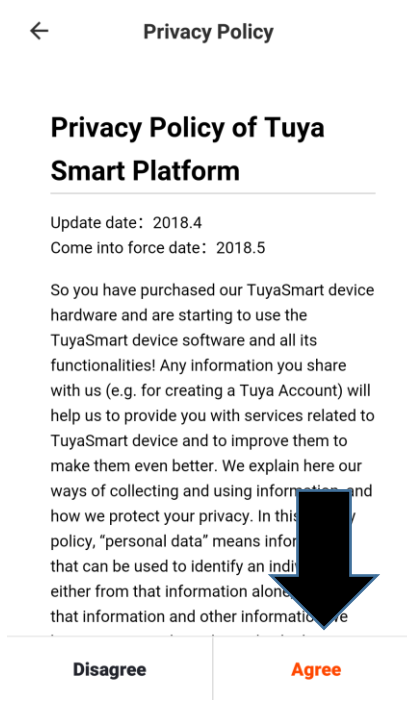 Privacy Policy
Privacy Policy of Tuya
Smart Platform
Update date: 2018.4
Come into force date: 2018.5
So you have purchased our TuyaSmart device
hardware and are starting to use the
TuyaSmart device software and all its
functionalities! Any information you share
with us (e.g. for creating a Tuya Account) will
help us to provide you with services related to
TuyaSmart device and to improve them to
make them even better. We explain here our
ways of collecting and using information, and
how we protect your privacy. In this
policy, “personal data” means
that can be used to identify an
either from that information alone
that information and other information
Disagree
Agree